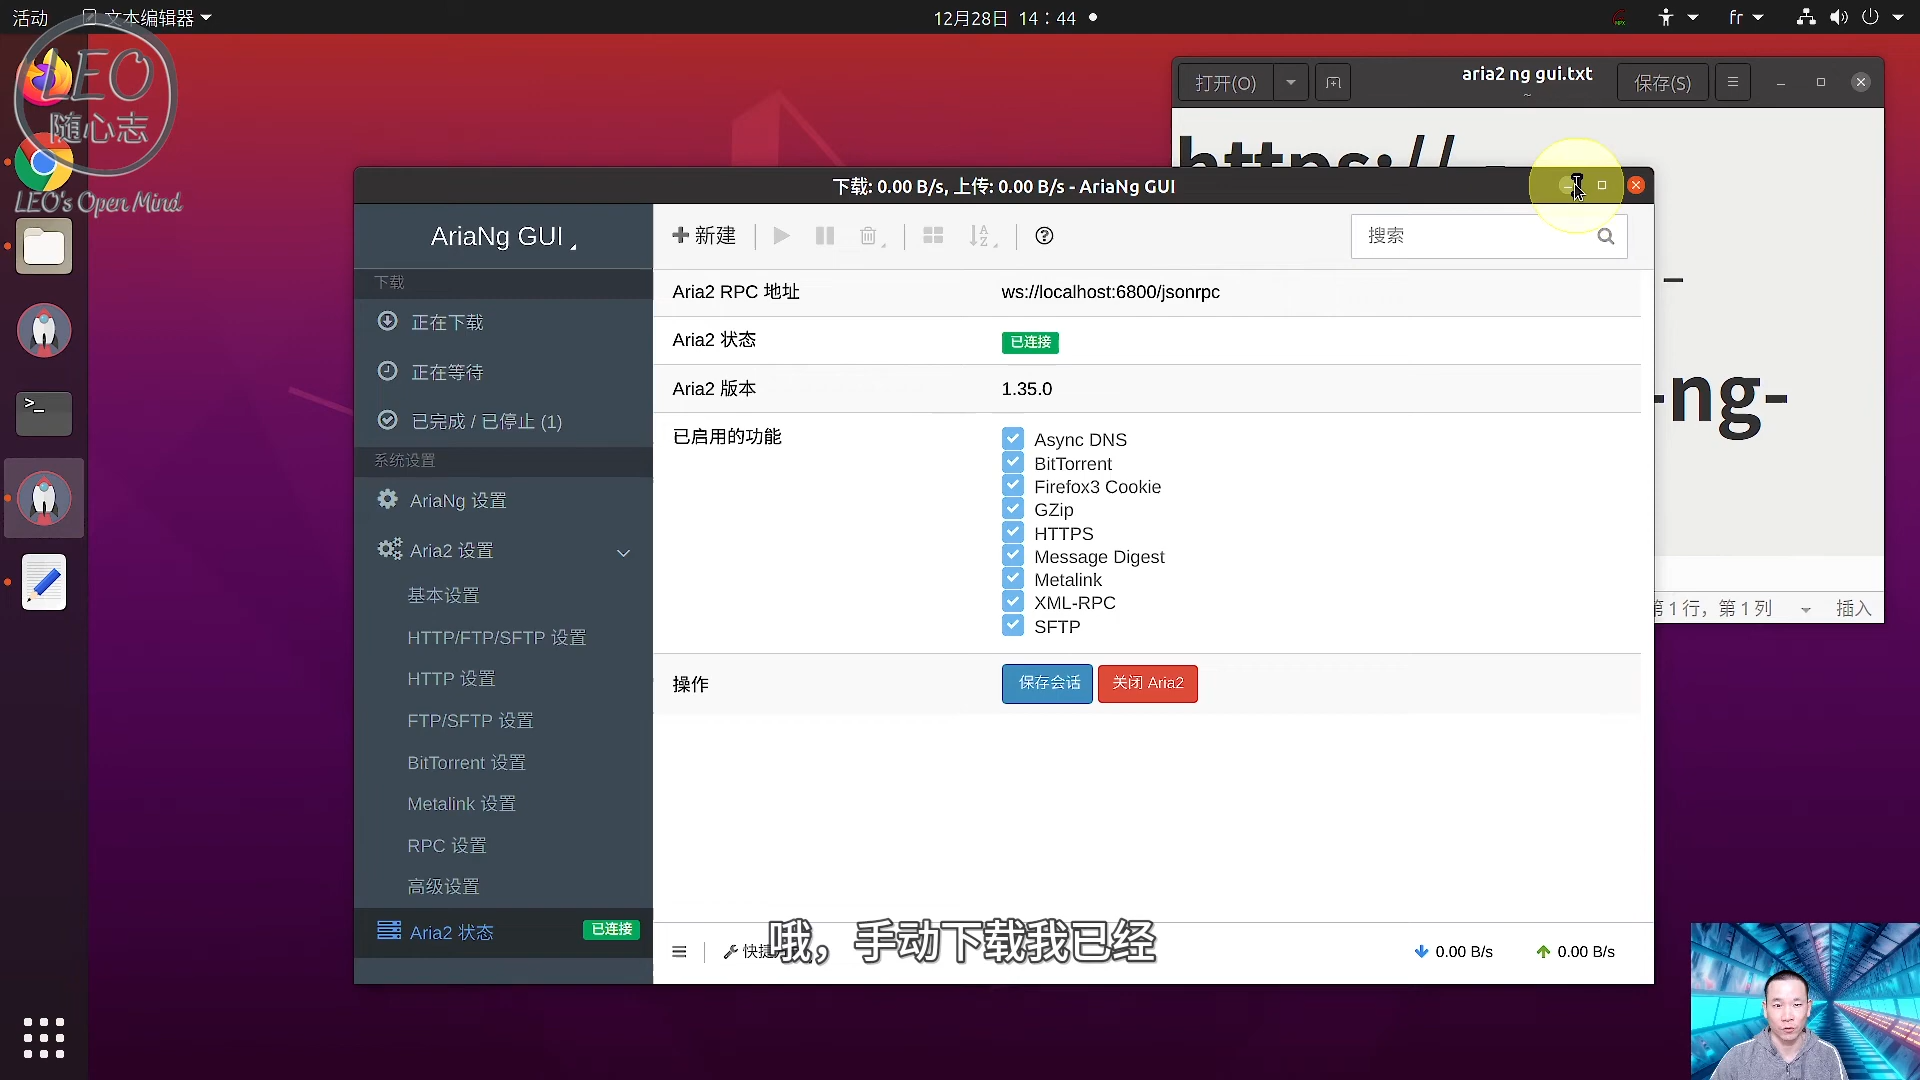 活动
文本编辑器
12月28日 14：44
fr
LEO
随心志
LEO's Open Mind
打开(O)
aria2 ng gui.txt
~
保存(S)
https://
-ng-
第 1 行，第 1 列
插入
下载: 0.00 B/s, 上传: 0.00 B/s - AriaNg GUI
AriaNg GUI
下载
正在下载
正在等待
已完成 / 已停止 (1)
系统设置
AriaNg 设置
Aria2 设置
基本设置
HTTP/FTP/SFTP 设置
HTTP 设置
FTP/SFTP 设置
BitTorrent 设置
Metalink 设置
RPC 设置
高级设置
Aria2 状态 已连接
新建
搜索
Aria2 RPC 地址 ws://localhost:6800/jsonrpc
Aria2 状态 已连接
Aria2 版本 1.35.0
已启用的功能
Async DNS
BitTorrent
Firefox3 Cookie
GZip
HTTPS
Message Digest
Metalink
XML-RPC
SFTP
操作 保存会话 关闭 Aria2
快捷
0.00 B/s 0.00 B/s
哦，手动下载我已经